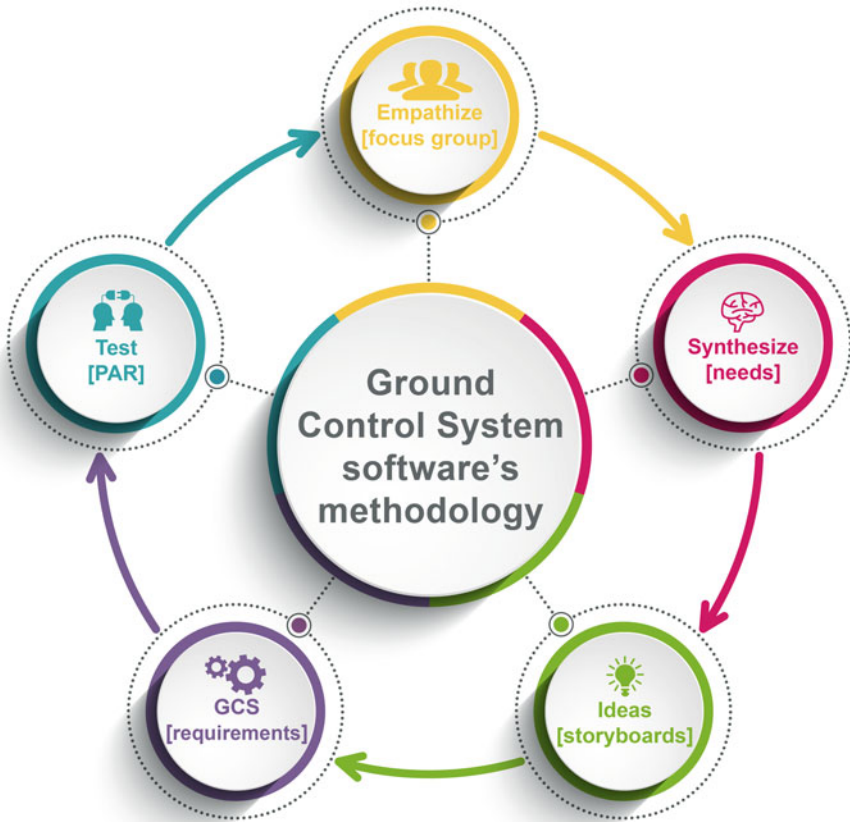 Empathize
[focus group]
Synthesize
[needs]
Ideas
[storyboards]
GCS
[requirements]
Test
[PAR]
Ground
Control System
software's
methodology